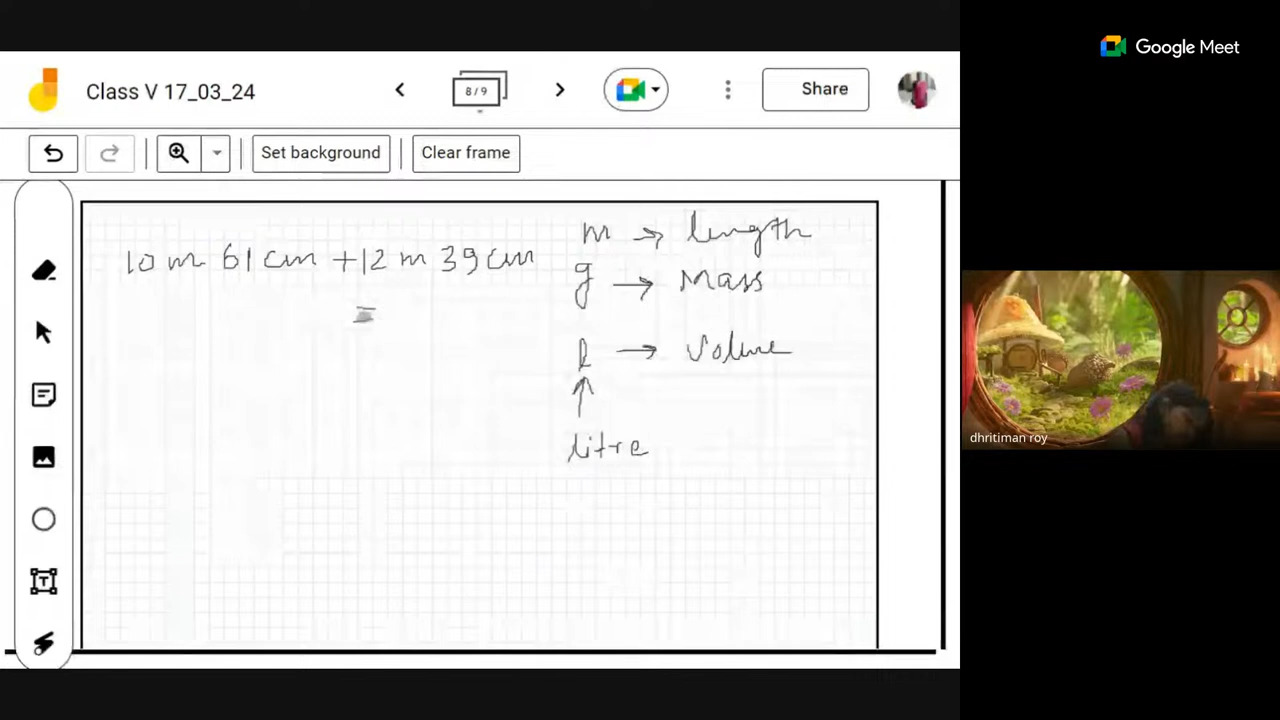 Google Meet
Class V 17_03_24
8/9
Share
Set background
Clear frame
10 m 61 cm + 12 m 39 cm
=
m → length
g → Mass
l → Volume
↑
litre
T
dhritiman roy